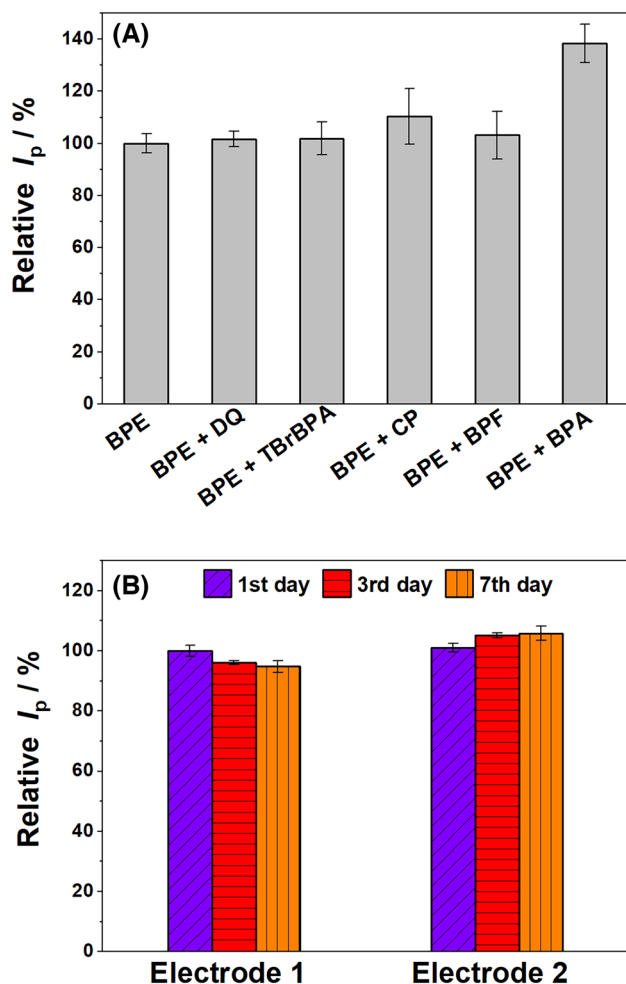 (A)
Relative Ip / %
140
120
100
80
60
40
20
0
BPE
BPE + DQ
BPE + TBrBPA
BPE + CP
BPE + BPF
BPE + BPA
(B)
1st day
3rd day
7th day
Relative Ip / %
120
100
80
60
40
20
0
Electrode 1
Electrode 2